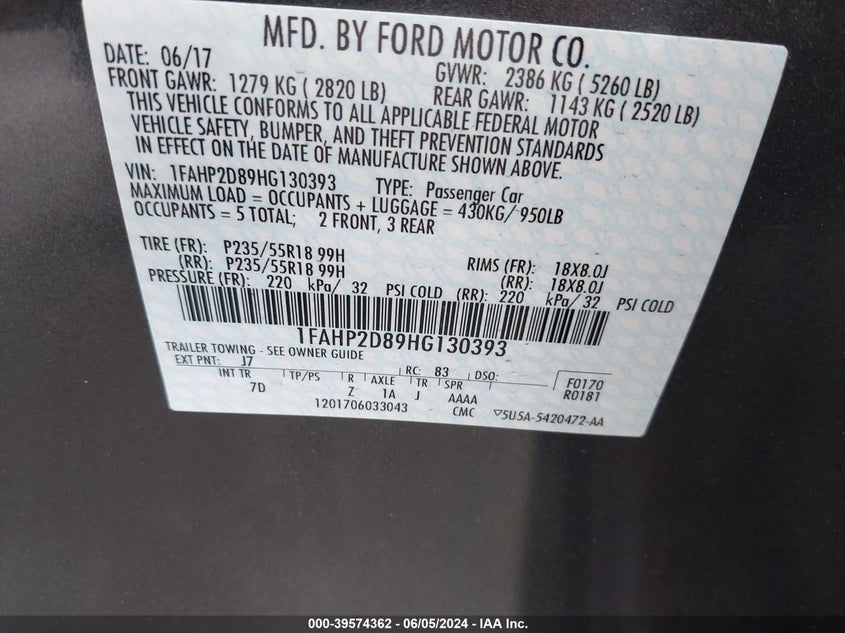 MFD. BY FORD MOTOR CO.
DATE: 06/17 GVWR: 2386 KG ( 5260 LB)
FRONT GAWR: 1279 KG ( 2820 LB) REAR GAWR: 1143 KG ( 2520 LB)
THIS VEHICLE CONFORMS TO ALL APPLICABLE FEDERAL MOTOR
VEHICLE SAFETY, BUMPER, AND THEFT PREVENTION STANDARDS
IN EFFECT ON THE DATE OF MANUFACTURE SHOWN ABOVE.
VIN: 1FAHP2D89HG130393 TYPE: Passenger Car
MAXIMUM LOAD = OCCUPANTS + LUGGAGE = 430KG/ 950LB
OCCUPANTS = 5 TOTAL; 2 FRONT, 3 REAR
TIRE (FR): P235/55R18 99H RIMS (FR): 18X8.0J
(RR): P235/55R18 99H (RR): 18X8.0J
PRESSURE (FR): 220 kPa/ 32 PSI COLD (RR): 220 kPa/ 32 PSI COLD
1FAHP2D89HG130393
TRAILER TOWING - SEE OWNER GUIDE
EXT PNT: J7 RC: 83 DSO: F0170
INT TR TP/PS R AXLE TR SPR R0181
7D Z 1A J AAAA
1201706033043 CMC ▽5U5A-5420472-AA
000-39574362 - 06/05/2024 - IAA Inc.